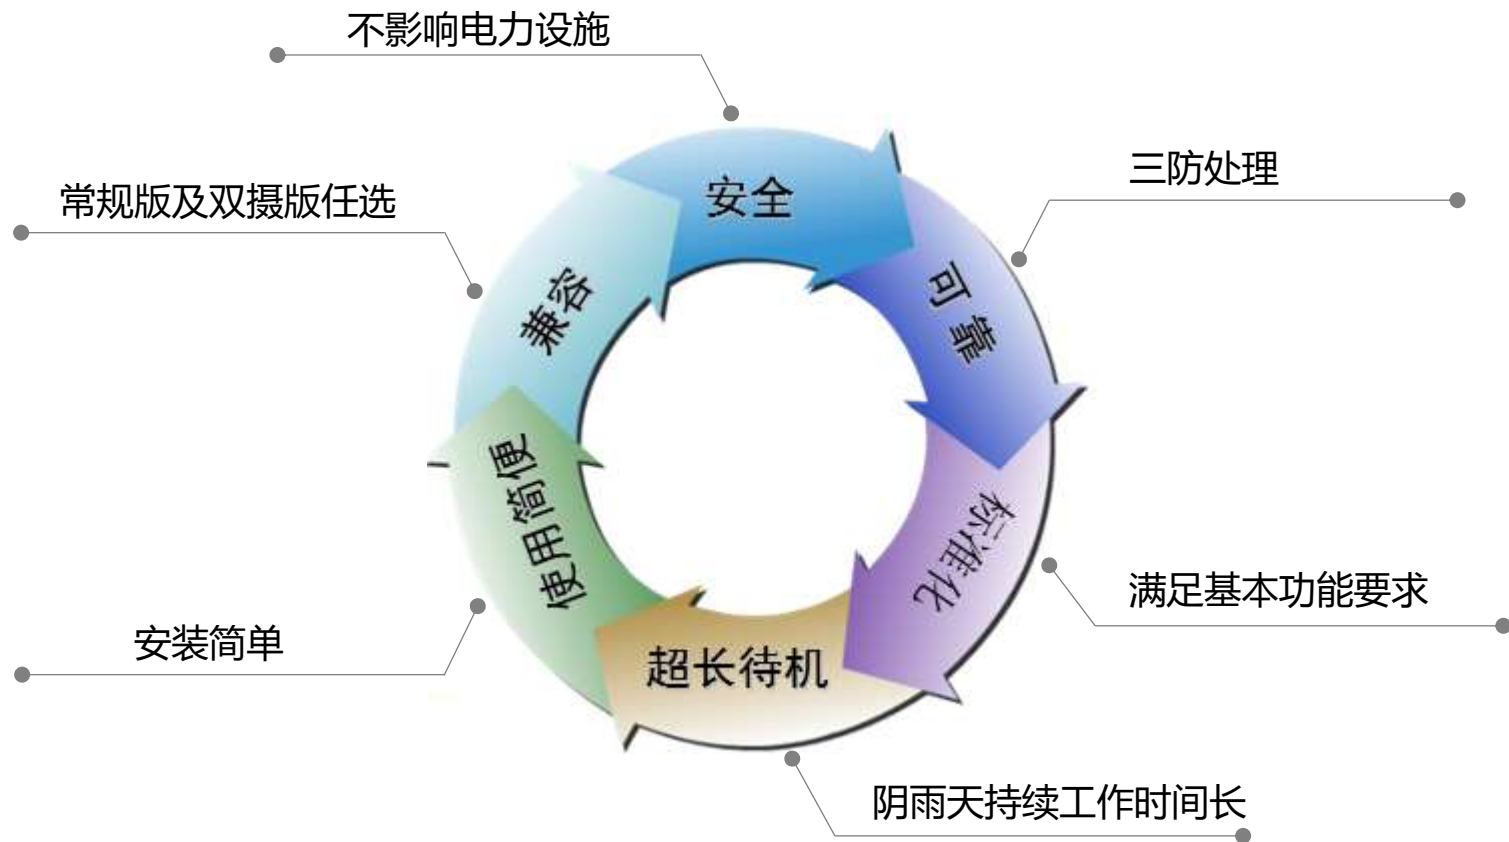 不影响电力设施
三防处理
常规版及双摄版任选
安全
可靠
兼容
标准化
使用简便
超长待机
满足基本功能要求
安装简单
阴雨天持续工作时间长